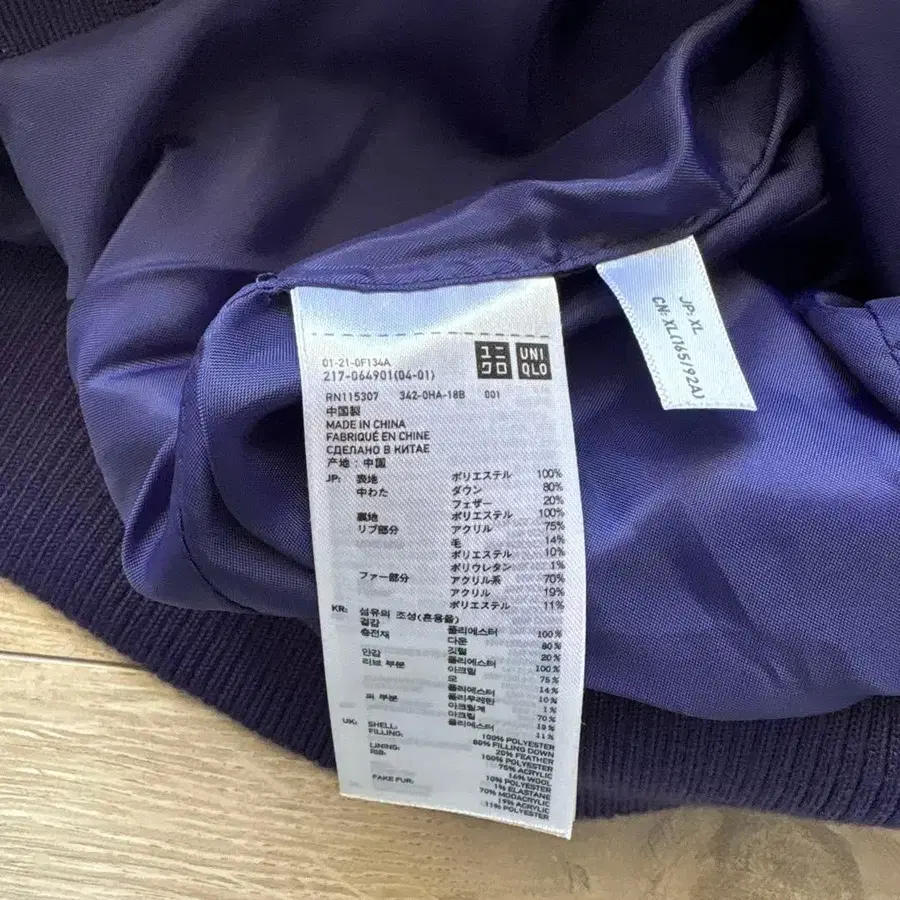 ユニ
クロ
UNI
QLO
01-21-0F134A
217-064901(04-01)
RN115307 342-0HA-18B 001
中国製
MADE IN CHINA
FABRIQUÉ EN CHINE
СДЕЛАНО В КИТАЕ
产地：中国
JP: 表地 ポリエステル 100%
中わた ダウン 80%
フェザー 20%
裏地 ポリエステル 100%
リブ部分 アクリル 75%
毛 14%
ポリエステル 10%
ポリウレタン 1%
ファー部分 アクリル系 70%
アクリル 19%
ポリエステル 11%
KR: 섬유의 조성(혼용율)
겉감 폴리에스터 100%
충전재 다운 80%
깃털 20%
안감 폴리에스터 100%
리브 부분 아크릴 75%
모 14%
폴리에스터 10%
폴리우레탄 1%
퍼 부분 아크릴계 70%
아크릴 19%
폴리에스터 11%
UK: SHELL: 100% POLYESTER
FILLING: 80% FILLING DOWN
20% FEATHER
LINING: 100% POLYESTER
RIB: 75% ACRYLIC
14% WOOL
10% POLYESTER
1% ELASTANE
FAKE FUR: 70% MODACRYLIC
19% ACRYLIC
11% POLYESTER
JP: XL
CN: XL(165/92A)